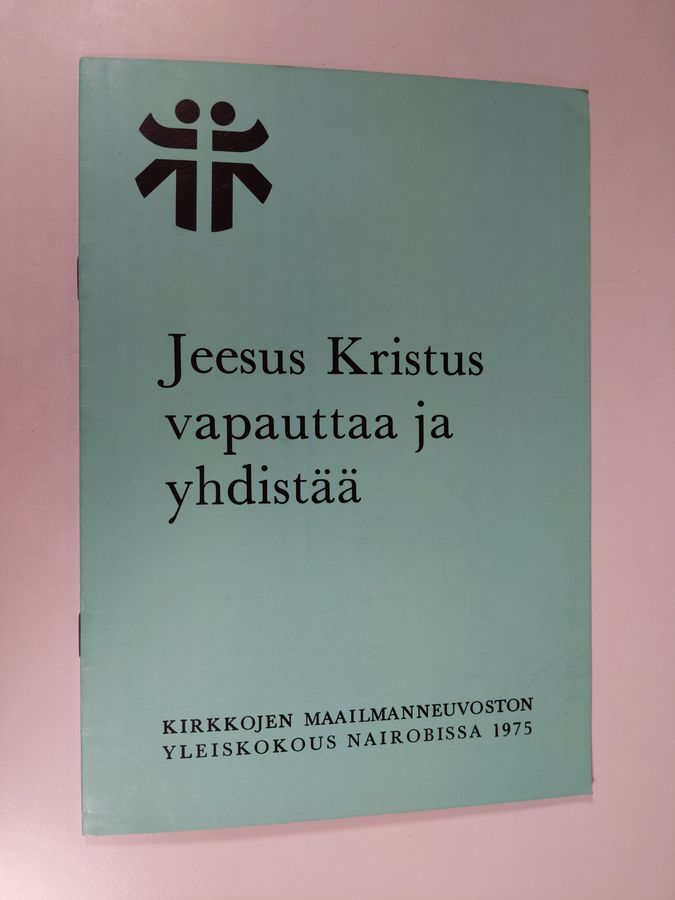 Jeesus Kristus
vapauttaa ja
yhdistää
KIRKKOJEN MAAILMANNEUVOSTON
YLEISKOKOUS NAIROBISSA 1975